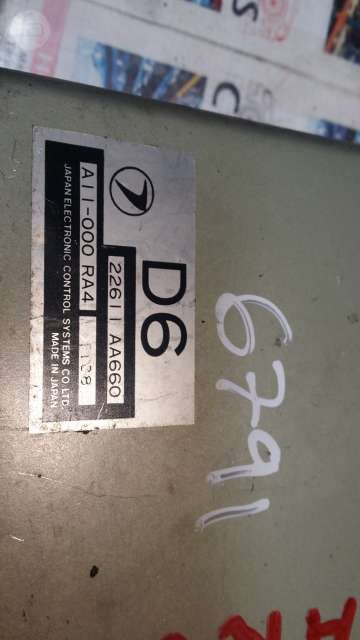 D6
22611 AA660
A11-000 RA4
JAPAN ELECTRONIC CONTROL SYSTEMS CO.LTD.
MADE IN JAPAN
6791